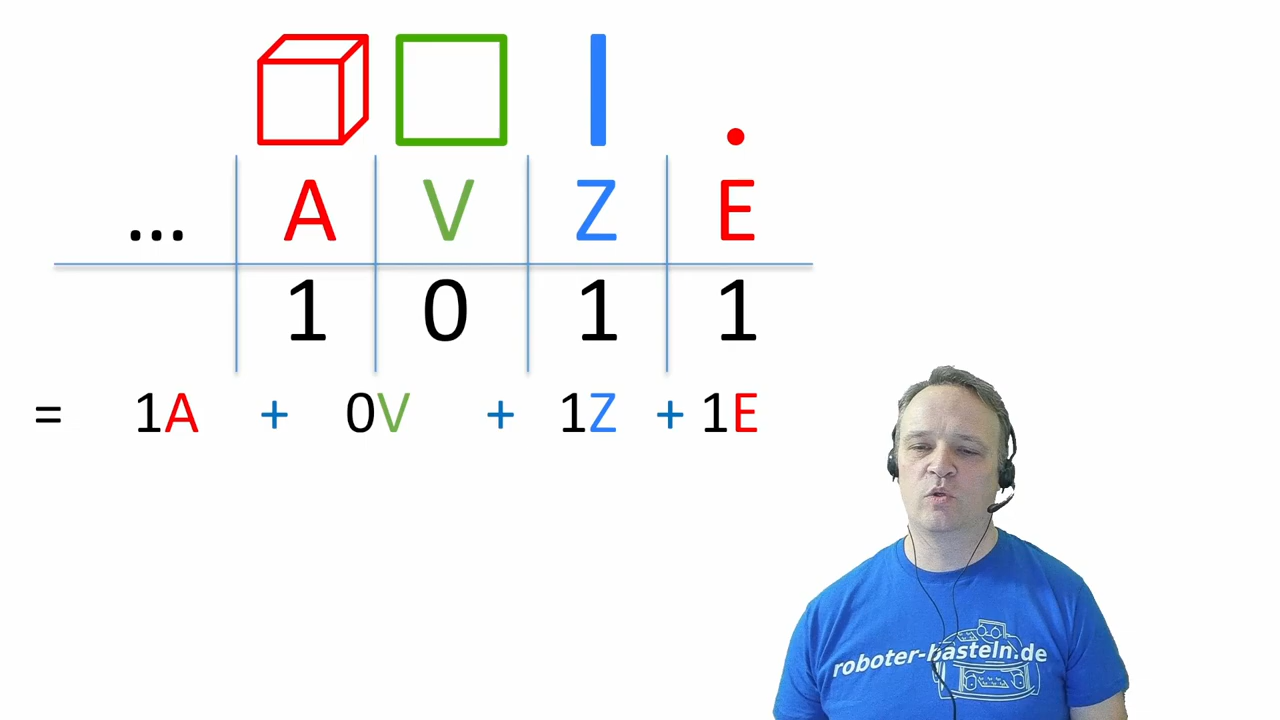 ... A V Z E
1 0 1 1
= 1A + 0V + 1Z + 1E
roboter-basteln.de